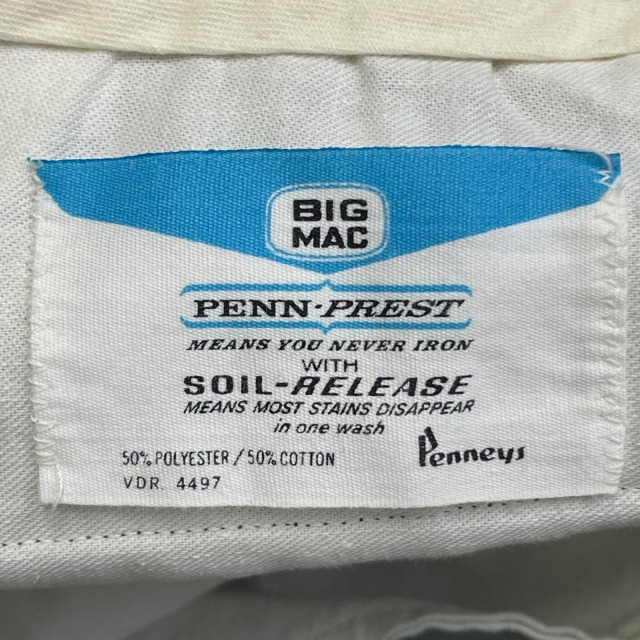 BIG
MAC
PENN-PREST
MEANS YOU NEVER IRON
WITH
SOIL-RELEASE
MEANS MOST STAINS DISAPPEAR
in one wash
50% POLYESTER / 50% COTTON
Penneys
VDR. 4497